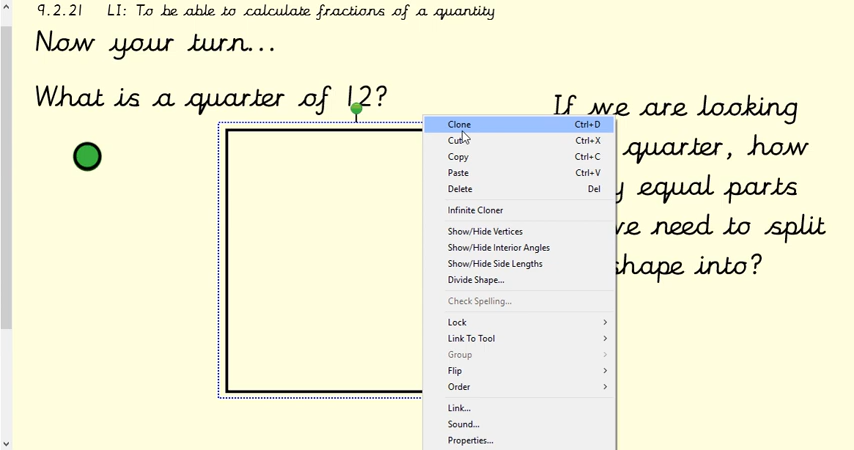 9.2.21 LI: To be able to calculate fractions of a quantity
Now your turn...
What is a quarter of 12?
If we are looking
quarter, how
equal parts
we need to split
shape into?
Clone Ctrl+D
Cut Ctrl+X
Copy Ctrl+C
Paste Ctrl+V
Delete Del
Infinite Cloner
Show/Hide Vertices
Show/Hide Interior Angles
Show/Hide Side Lengths
Divide Shape...
Check Spelling...
Lock
Link To Tool
Group
Flip
Order
Link...
Sound...
Properties...